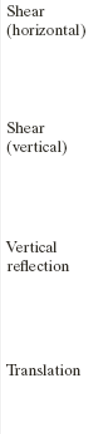 Shear
(horizontal)
Shear
(vertical)
Vertical
reflection
Translation